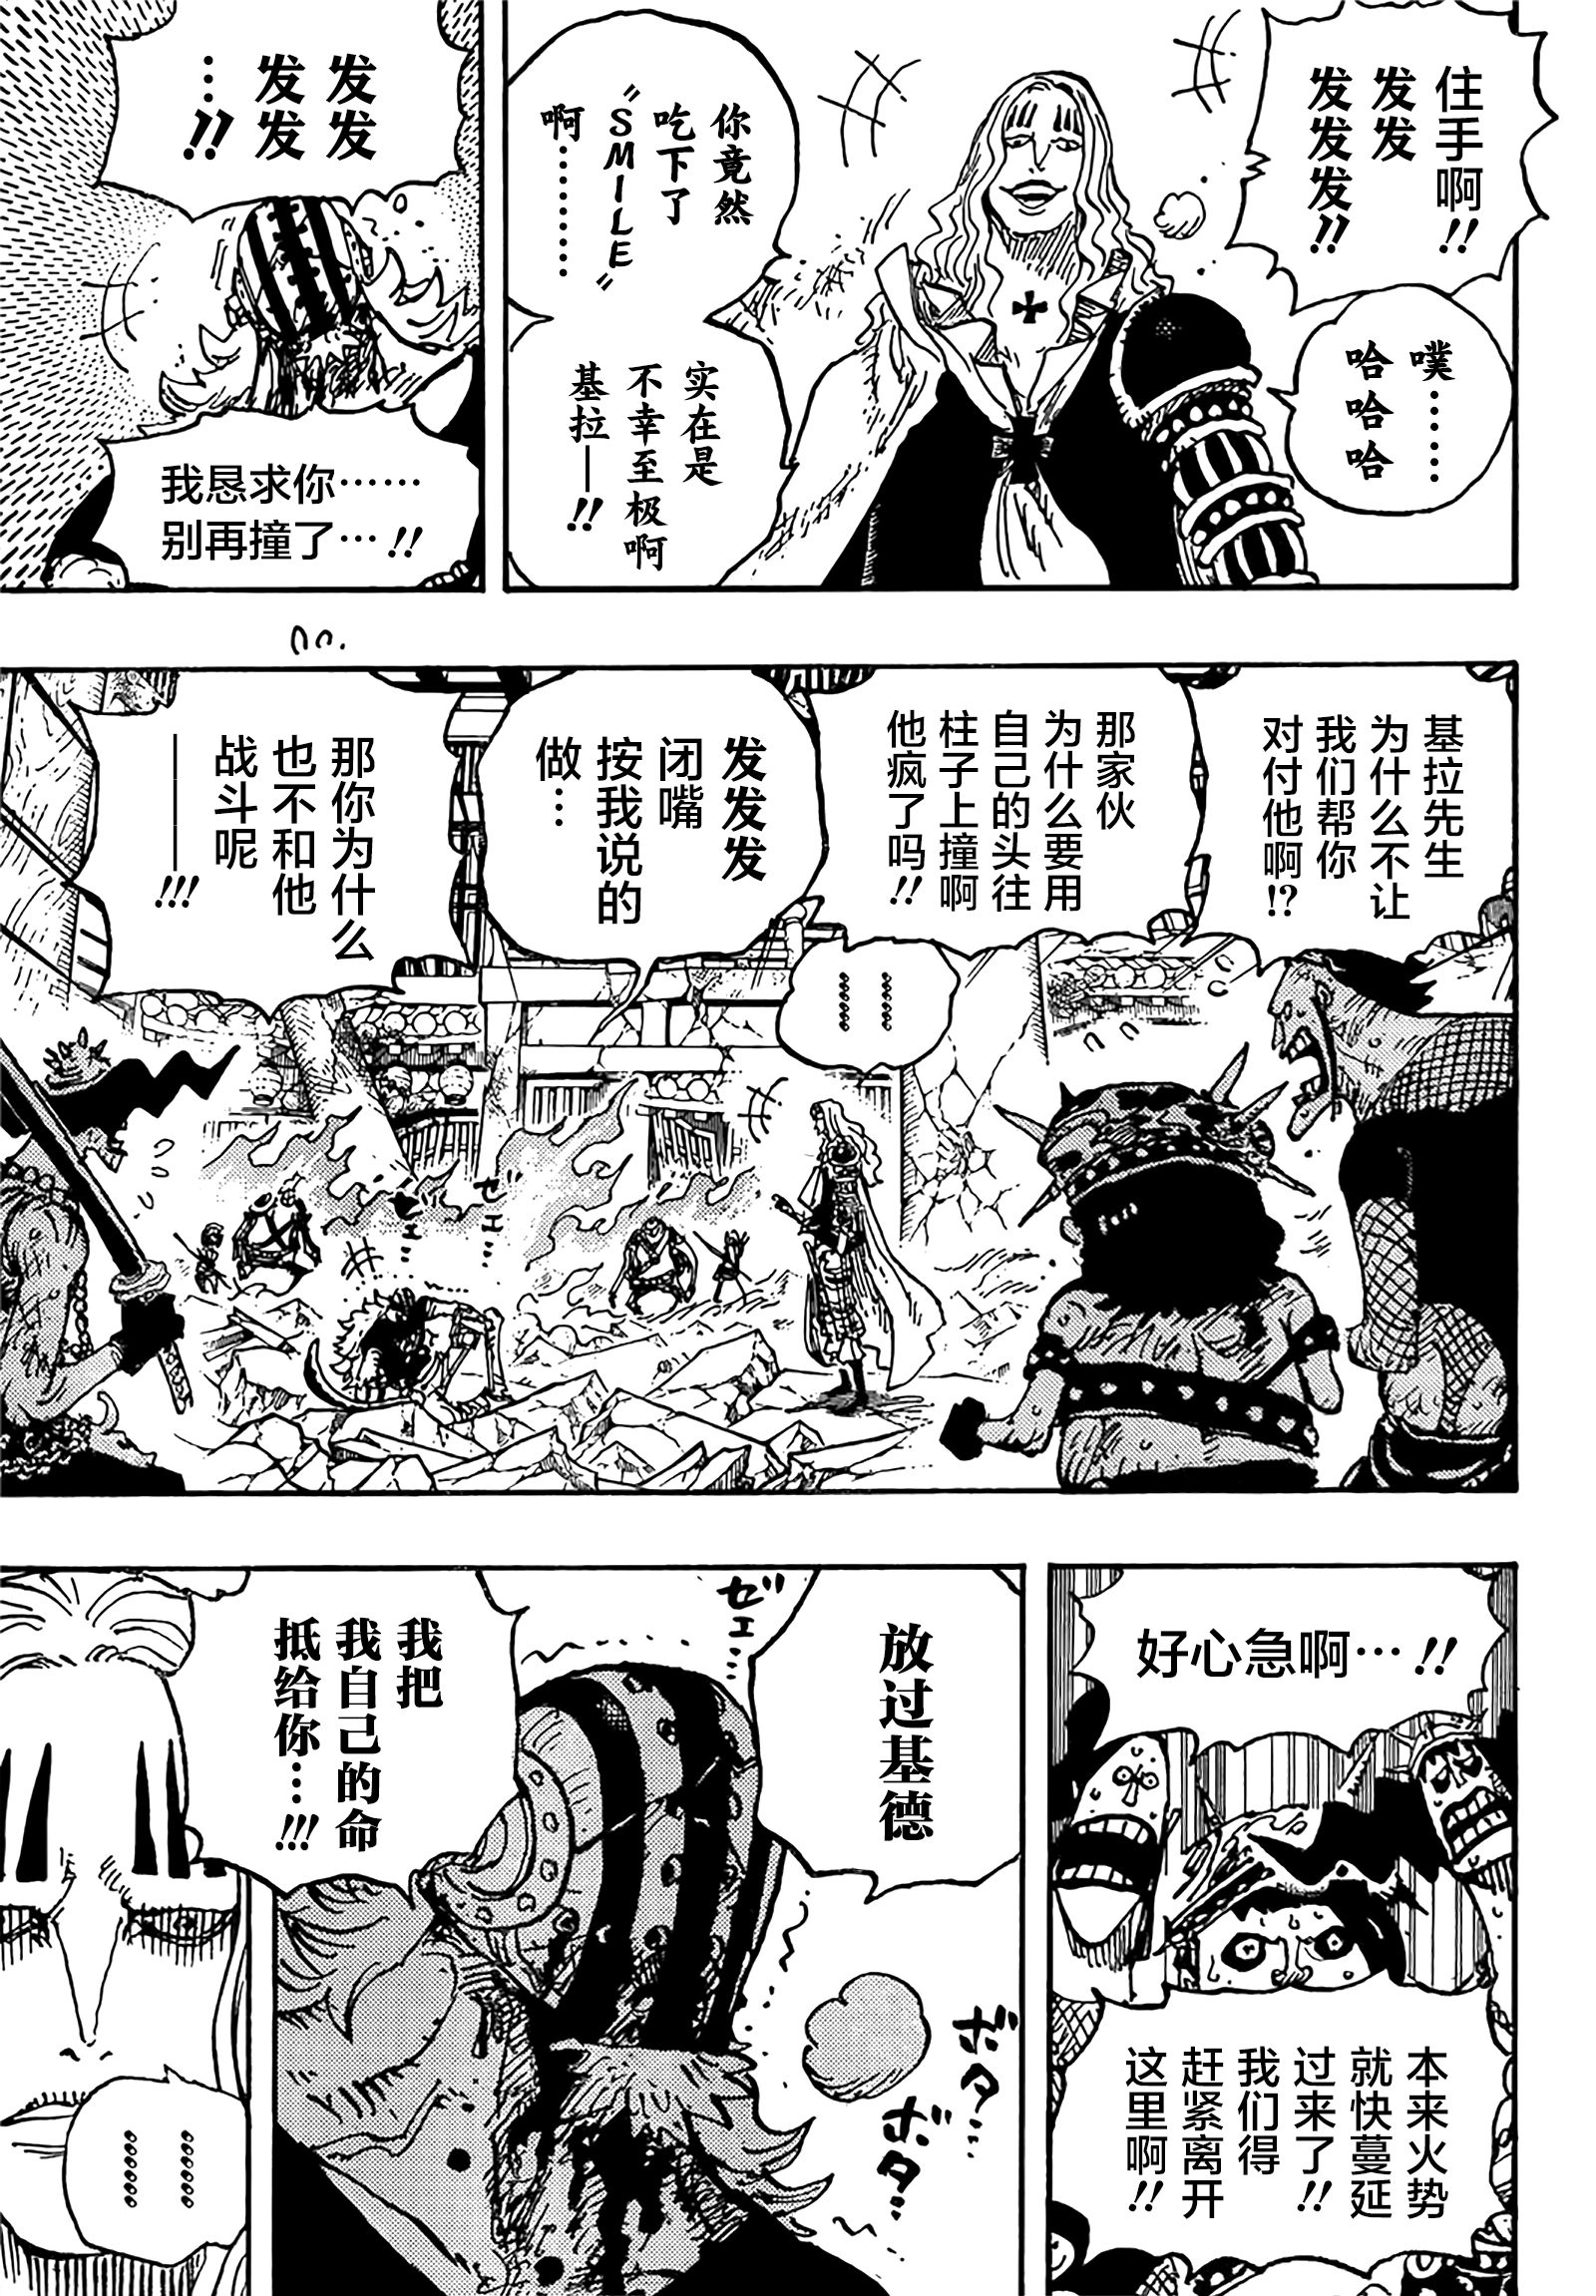 住手啊!!
发发
发发发!!
噗……
哈哈哈
你竟然
吃下了
“SMILE”
啊………
实在是
不幸至极啊
基拉—!!
发发
发发
…!!
我恳求你……
别再撞了…!!
基拉先生
为什么不让
我们帮你
对付他啊!?
那家伙
为什么要用
自己的头往
柱子上撞啊
他疯了吗!!
…………
发发发
闭嘴
按我说的
做…
那你为什么
也不和他
战斗呢
———!!!
ゼェ…
ゼェ…
好心急啊…!!
本来火势
就快蔓延
过来了!!
我们得
赶紧离开
这里啊!!
放过基德
ゼェ…
我把
我自己的命
抵给你…!!!
ボタ…
ボタ…
…………